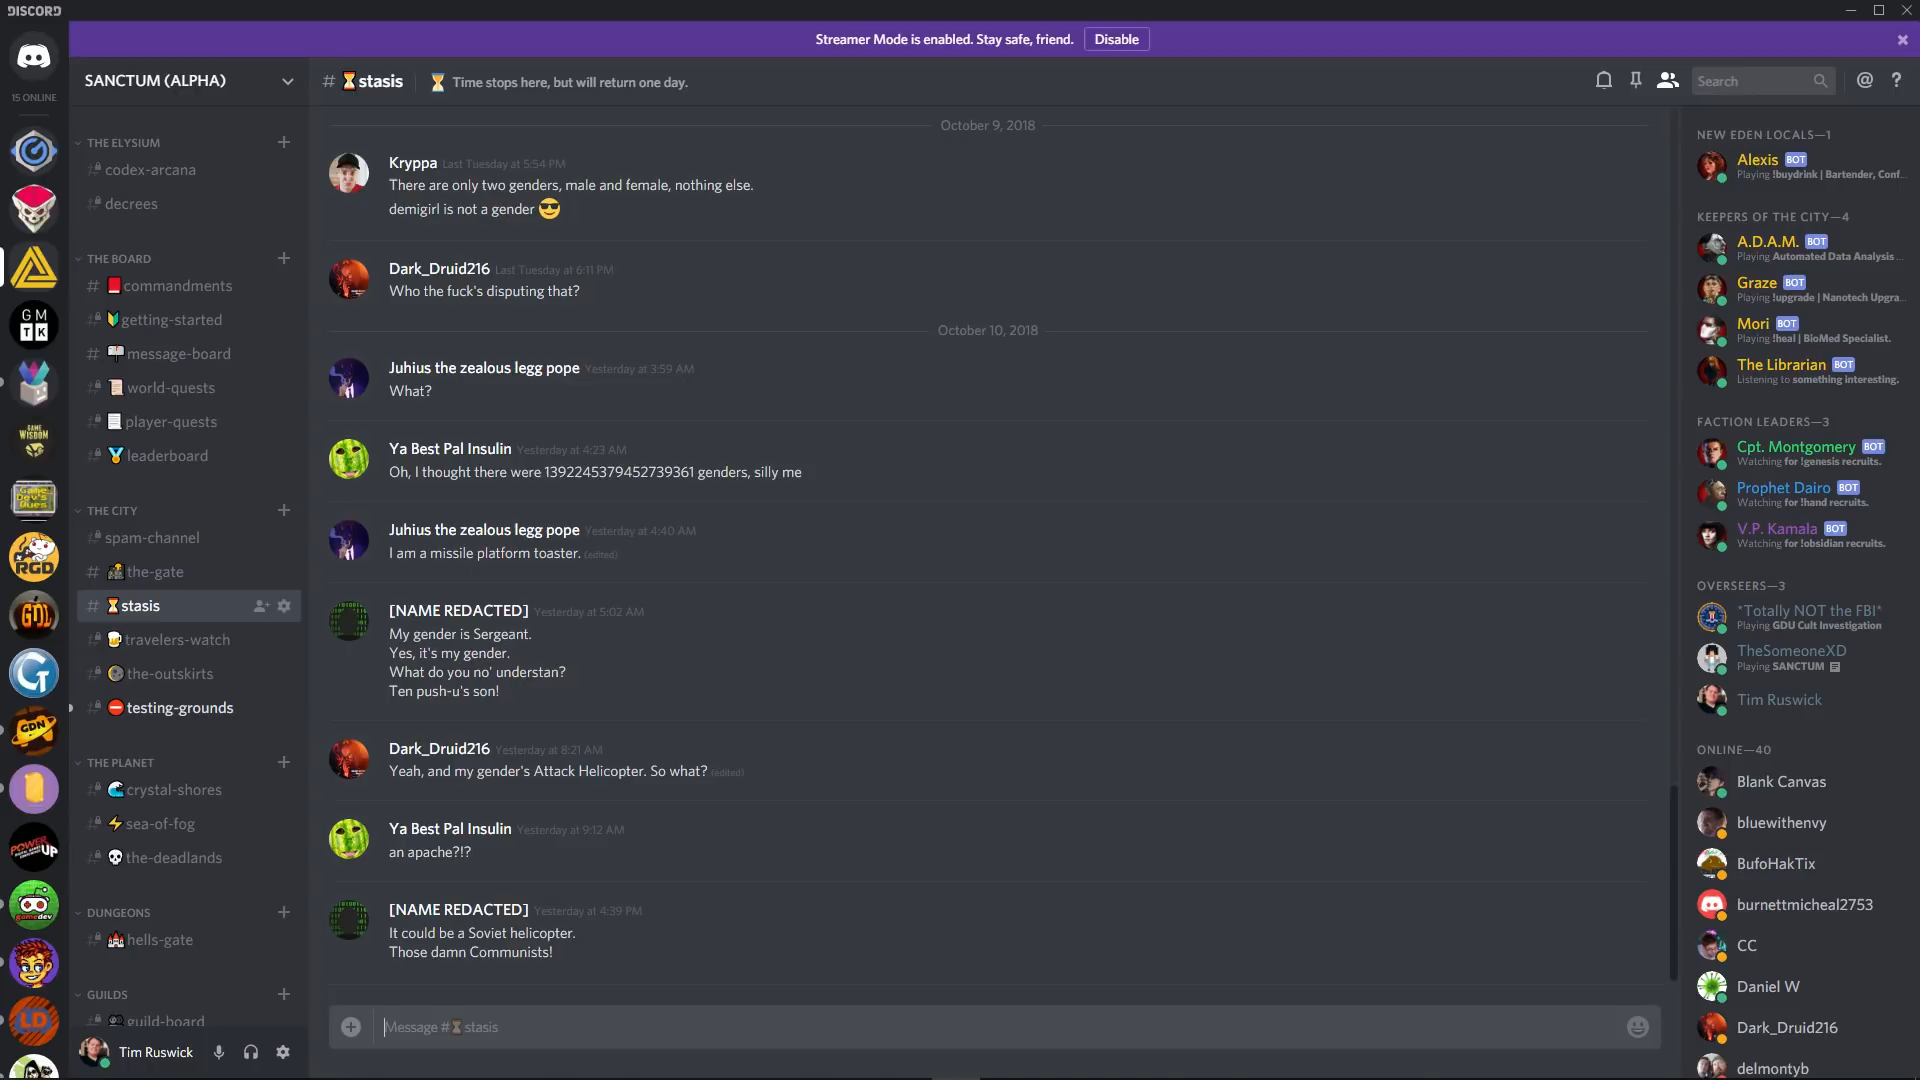 DISCORD
Streamer Mode is enabled. Stay safe, friend. Disable
15 ONLINE
GM
TK
GAME
WISDOM
Game
Dev's
Ques
RGD
GDL
GDN
POWER
UP
gamedev
LD
SANCTUM (ALPHA)
THE ELYSIUM
codex-arcana
decrees
THE BOARD
# commandments
getting-started
# message-board
world-quests
player-quests
leaderboard
THE CITY
spam-channel
# the-gate
# ⏳stasis
travelers-watch
the-outskirts
testing-grounds
THE PLANET
crystal-shores
sea-of-fog
the-deadlands
DUNGEONS
hells-gate
GUILDS
guild-board
Tim Ruswick
# ⏳stasis
⏳ Time stops here, but will return one day.
Search
@ ?
October 9, 2018
Kryppa Last Tuesday at 5:54 PM
There are only two genders, male and female, nothing else.
demigirl is not a gender 😎
Dark_Druid216 Last Tuesday at 6:11 PM
Who the fuck's disputing that?
October 10, 2018
Juhius the zealous legg pope Yesterday at 3:59 AM
What?
Ya Best Pal Insulin Yesterday at 4:23 AM
Oh, I thought there were 1392245379452739361 genders, silly me
Juhius the zealous legg pope Yesterday at 4:40 AM
I am a missile platform toaster. (edited)
[NAME REDACTED] Yesterday at 5:02 AM
My gender is Sergeant.
Yes, it's my gender.
What do you no' understan?
Ten push-u's son!
Dark_Druid216 Yesterday at 8:21 AM
Yeah, and my gender's Attack Helicopter. So what? (edited)
Ya Best Pal Insulin Yesterday at 9:12 AM
an apache?!?
[NAME REDACTED] Yesterday at 4:39 PM
It could be a Soviet helicopter.
Those damn Communists!
Message #⏳stasis
NEW EDEN LOCALS—1
Alexis BOT
Playing !buydrink | Bartender, Conf...
KEEPERS OF THE CITY—4
A.D.A.M. BOT
Playing Automated Data Analysis ...
Graze BOT
Playing !upgrade | Nanotech Upgra...
Mori BOT
Playing !heal | BioMed Specialist.
The Librarian BOT
Listening to something interesting.
FACTION LEADERS—3
Cpt. Montgomery BOT
Watching for !genesis recruits.
Prophet Dairo BOT
Watching for !hand recruits.
V.P. Kamala BOT
Watching for !obsidian recruits.
OVERSEERS—3
*Totally NOT the FBI*
Playing GDU Cult Investigation
TheSomeoneXD
Playing SANCTUM
Tim Ruswick
ONLINE—40
Blank Canvas
bluewithenvy
BufoHakTix
burnettmicheal2753
CC
Daniel W
Dark_Druid216
delmontyb